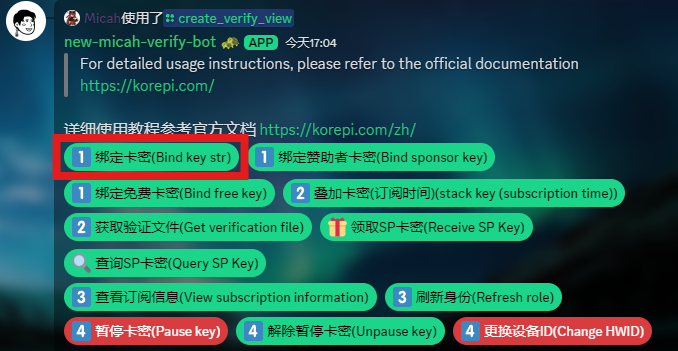 Micah使用了 create_verify_view
new-micah-verify-bot APP 今天17:04
For detailed usage instructions, please refer to the official documentation
https://korepi.com/
详细使用教程参考官方文档 https://korepi.com/zh/
1 绑定卡密(Bind key str) 1 绑定赞助者卡密(Bind sponsor key)
1 绑定免费卡密(Bind free key) 2 叠加卡密(订阅时间)(stack key (subscription time))
2 获取验证文件(Get verification file) 领取SP卡密(Receive SP Key)
查询SP卡密(Query SP Key)
3 查看订阅信息(View subscription information) 3 刷新身份(Refresh role)
4 暂停卡密(Pause key) 4 解除暂停卡密(Unpause key) 4 更换设备ID(Change HWID)